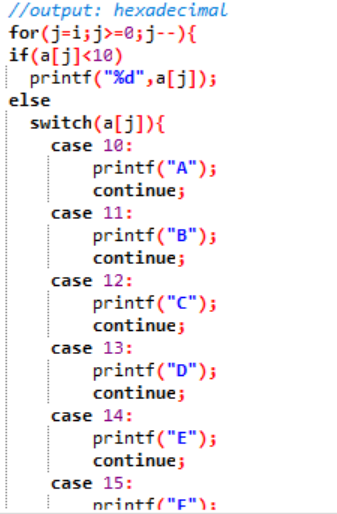 //output: hexadecimal
for(j=i;j>=0;j--){
if(a[j]<10)
printf("%d",a[j]);
else
switch(a[j]){
case 10:
printf("A");
continue;
case 11:
printf("B");
continue;
case 12:
printf("C");
continue;
case 13:
printf("D");
continue;
case 14:
printf("E");
continue;
case 15:
printf("F");